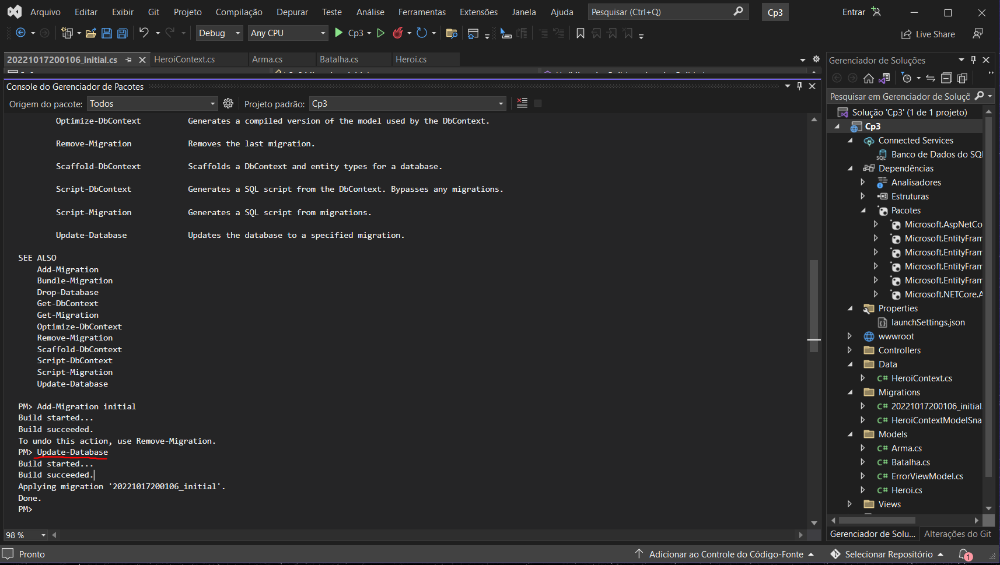 Arquivo Editar Exibir Git Projeto Compilação Depurar Teste Análise Ferramentas Extensões Janela Ajuda Pesquisar (Ctrl+Q) Cp3 Entrar
Debug Any CPU Cp3 Live Share
20221017200106_initial.cs HeroiContext.cs Arma.cs Batalha.cs Heroi.cs
Console do Gerenciador de Pacotes
Origem do pacote: Todos Projeto padrão: Cp3
Optimize-DbContext Generates a compiled version of the model used by the DbContext.
Remove-Migration Removes the last migration.
Scaffold-DbContext Scaffolds a DbContext and entity types for a database.
Script-DbContext Generates a SQL script from the DbContext. Bypasses any migrations.
Script-Migration Generates a SQL script from migrations.
Update-Database Updates the database to a specified migration.
SEE ALSO
Add-Migration
Bundle-Migration
Drop-Database
Get-DbContext
Get-Migration
Optimize-DbContext
Remove-Migration
Scaffold-DbContext
Script-DbContext
Script-Migration
Update-Database
PM> Add-Migration initial
Build started...
Build succeeded.
To undo this action, use Remove-Migration.
PM> Update-Database
Build started...
Build succeeded.
Applying migration '20221017200106_initial'.
Done.
PM>
98 %
Gerenciador de Soluções
Pesquisar em Gerenciador de Soluçõ
Solução 'Cp3' (1 de 1 projeto)
Cp3
Connected Services
Banco de Dados do SQL
Dependências
Analisadores
Estruturas
Pacotes
Microsoft.AspNetCo
Microsoft.EntityFram
Microsoft.EntityFram
Microsoft.EntityFram
Microsoft.EntityFram
Microsoft.NETCore.A
Properties
launchSettings.json
wwwroot
Controllers
Data
HeroiContext.cs
Migrations
20221017200106_initial.
HeroiContextModelSna
Models
Arma.cs
Batalha.cs
ErrorViewModel.cs
Heroi.cs
Views
Gerenciador de Solu... Alterações do Git
Pronto Adicionar ao Controle do Código-Fonte Selecionar Repositório 1